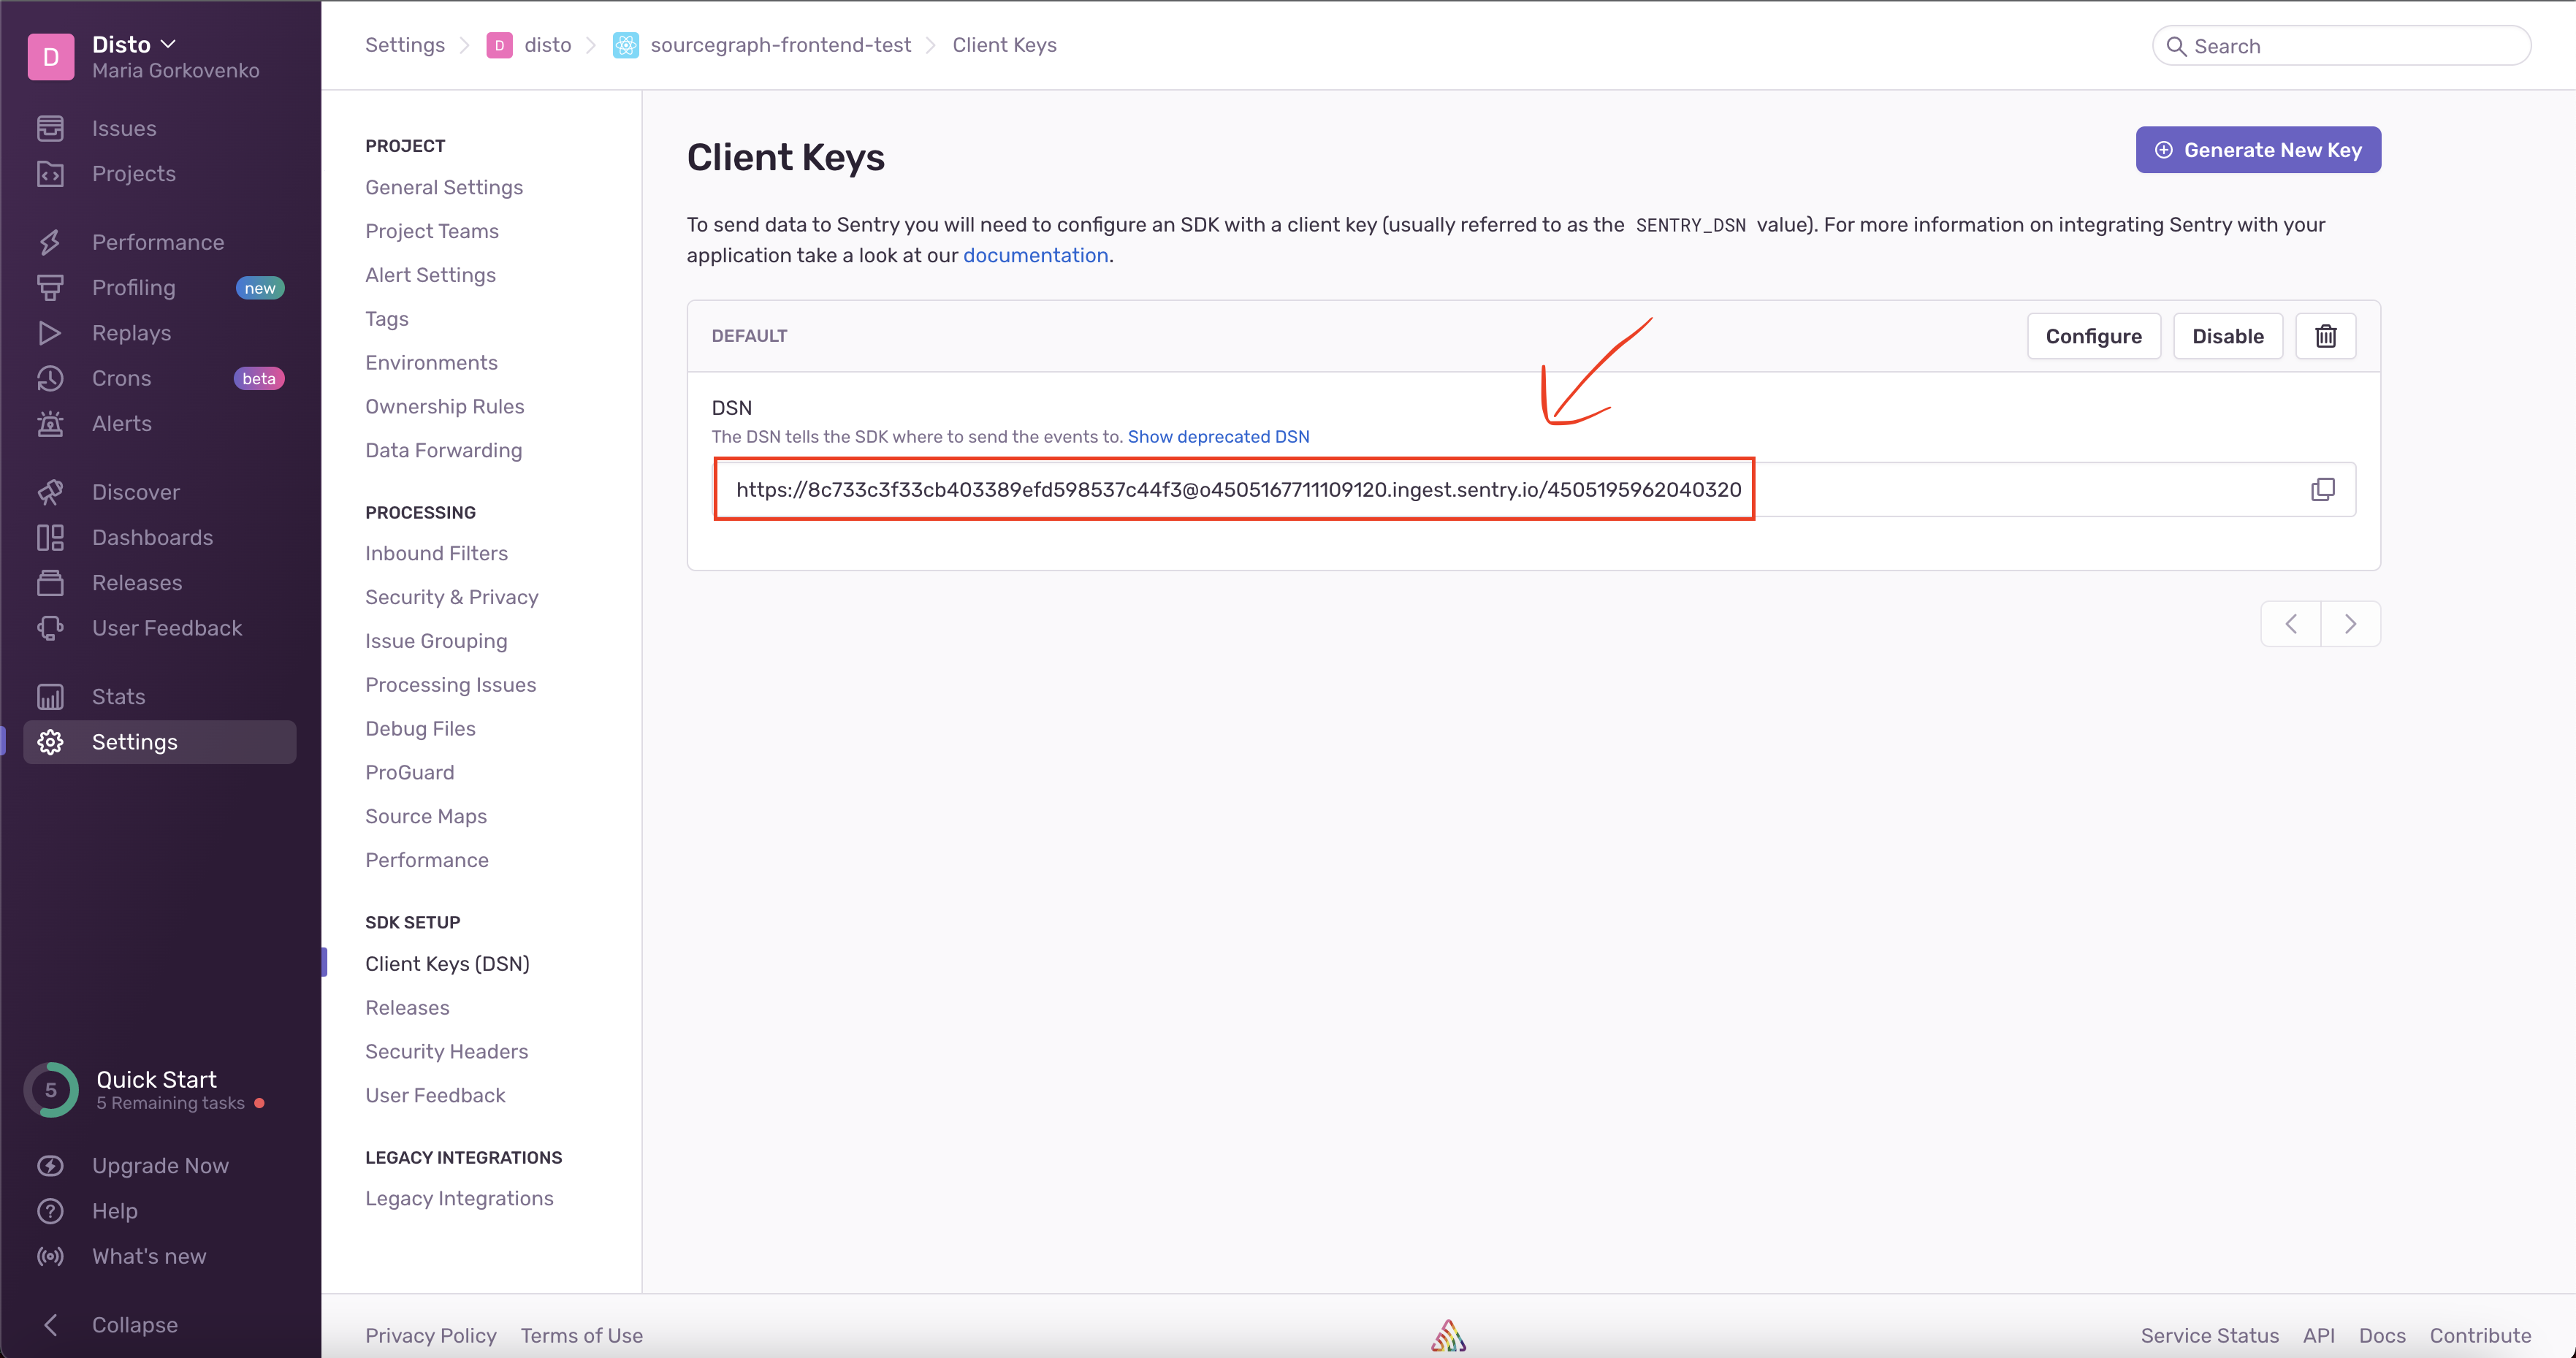 D
Disto
Maria Gorkovenko
Issues
Projects
Performance
Profiling
new
Replays
Crons
beta
Alerts
Discover
Dashboards
Releases
User Feedback
Stats
Settings
5
Quick Start
5 Remaining tasks
Upgrade Now
Help
What's new
Collapse
Settings
D
disto
sourcegraph-frontend-test
Client Keys
Search
PROJECT
General Settings
Project Teams
Alert Settings
Tags
Environments
Ownership Rules
Data Forwarding
PROCESSING
Inbound Filters
Security & Privacy
Issue Grouping
Processing Issues
Debug Files
ProGuard
Source Maps
Performance
SDK SETUP
Client Keys (DSN)
Releases
Security Headers
User Feedback
LEGACY INTEGRATIONS
Legacy Integrations
Client Keys
Generate New Key
To send data to Sentry you will need to configure an SDK with a client key (usually referred to as the SENTRY_DSN value). For more information on integrating Sentry with your
application take a look at our documentation.
DEFAULT
Configure
Disable
DSN
The DSN tells the SDK where to send the events to. Show deprecated DSN
https://8c733c3f33cb403389efd598537c44f3@o4505167711109120.ingest.sentry.io/4505195962040320
Privacy Policy
Terms of Use
Service Status
API
Docs
Contribute